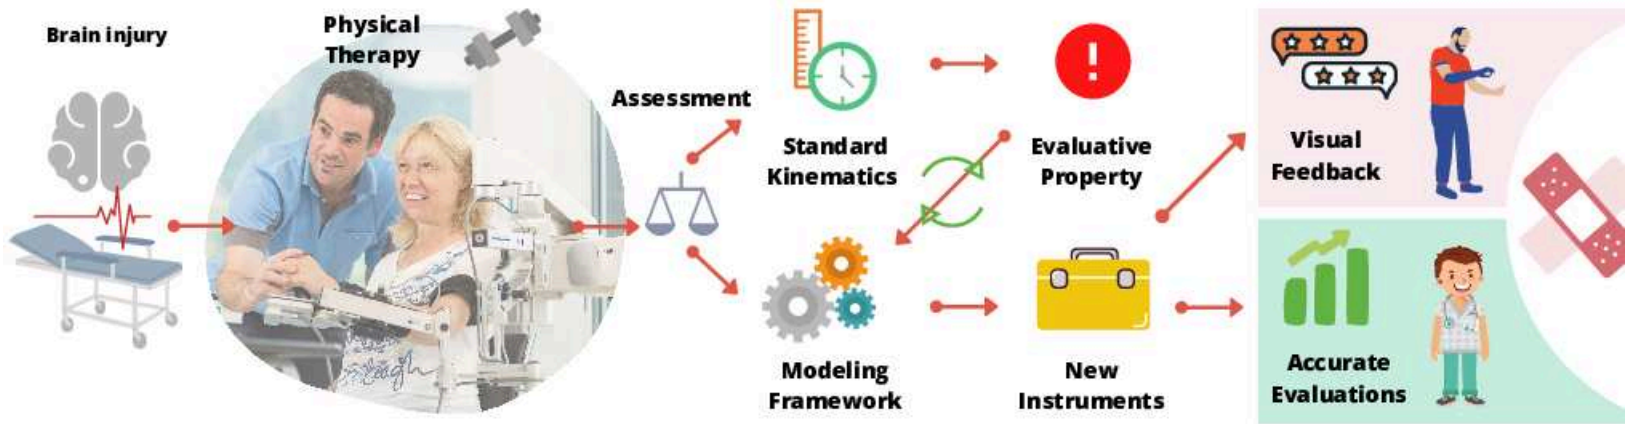 Brain injury
Physical
Therapy
Assessment
Standard
Kinematics
Evaluative
Property
Modeling
Framework
New
Instruments
Visual
Feedback
Accurate
Evaluations